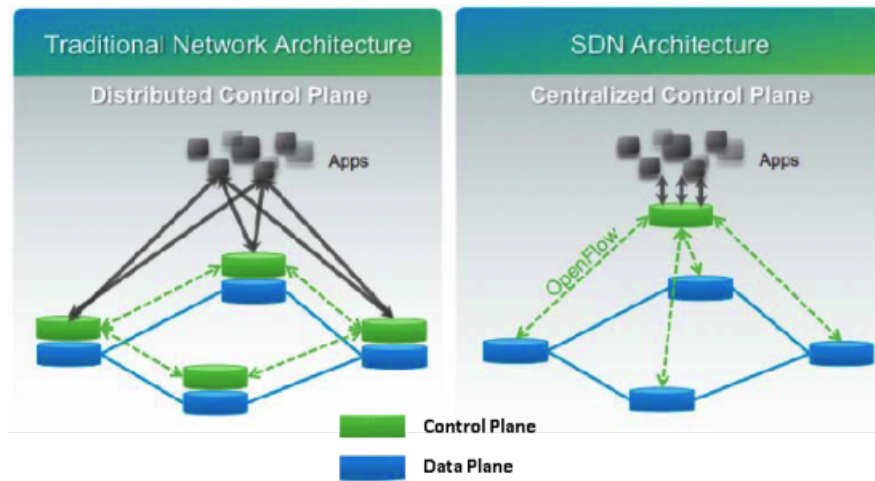 Traditional Network Architecture
Distributed Control Plane
Apps
SDN Architecture
Centralized Control Plane
Apps
OpenFlow
Control Plane
Data Plane